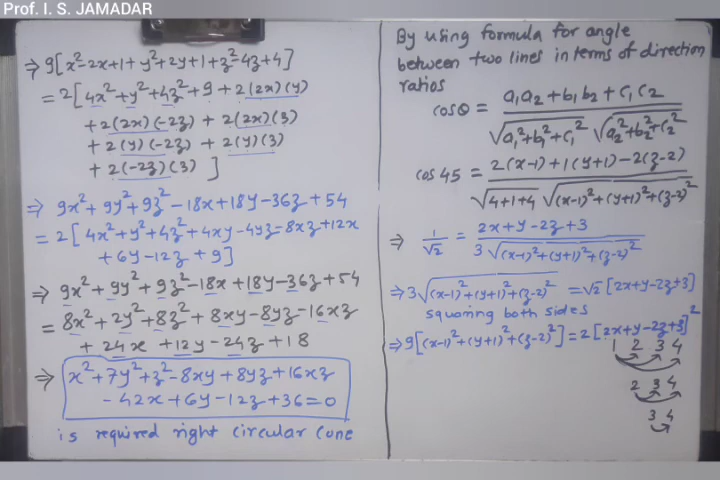 Prof. I. S. JAMADAR
⇒ 9[x²-2x+1+y²+2y+1+z²-4z+4]
= 2[4x²+y²+4z²+9+2(2x)(y)
+2(2x)(-2z)+2(2x)(3)
+2(y)(-2z)+2(y)(3)
+2(-2z)(3)]
⇒ 9x²+9y²+9z²-18x+18y-36z+54
= 2[4x²+y²+4z²+4xy-4yz-8xz+12x
+6y-12z+9]
⇒ 9x²+9y²+9z²-18x+18y-36z+54
= 8x²+2y²+8z²+8xy-8yz-16xz
+24x+12y-24z+18
⇒ x²+7y²+z²-8xy+8yz+16xz
-42x+6y-12z+36=0
is required right circular cone
By using formula for angle
between two lines in terms of direction
ratios
cosθ = a₁a₂+b₁b₂+c₁c₂ / √(a₁²+b₁²+c₁²) √(a₂²+b₂²+c₂²)
cos45 = 2(x-1)+1(y+1)-2(z-2) / √(4+1+4) √((x-1)²+(y+1)²+(z-2)²)
⇒ 1/√2 = 2x+y-2z+3 / 3√((x-1)²+(y+1)²+(z-2)²)
⇒ 3√((x-1)²+(y+1)²+(z-2)²) = √2[2x+y-2z+3]
squaring both sides
⇒ 9[(x-1)²+(y+1)²+(z-2)²] = 2[2x+y-2z+3]²
1 2 3 4
2 3 4
3 4